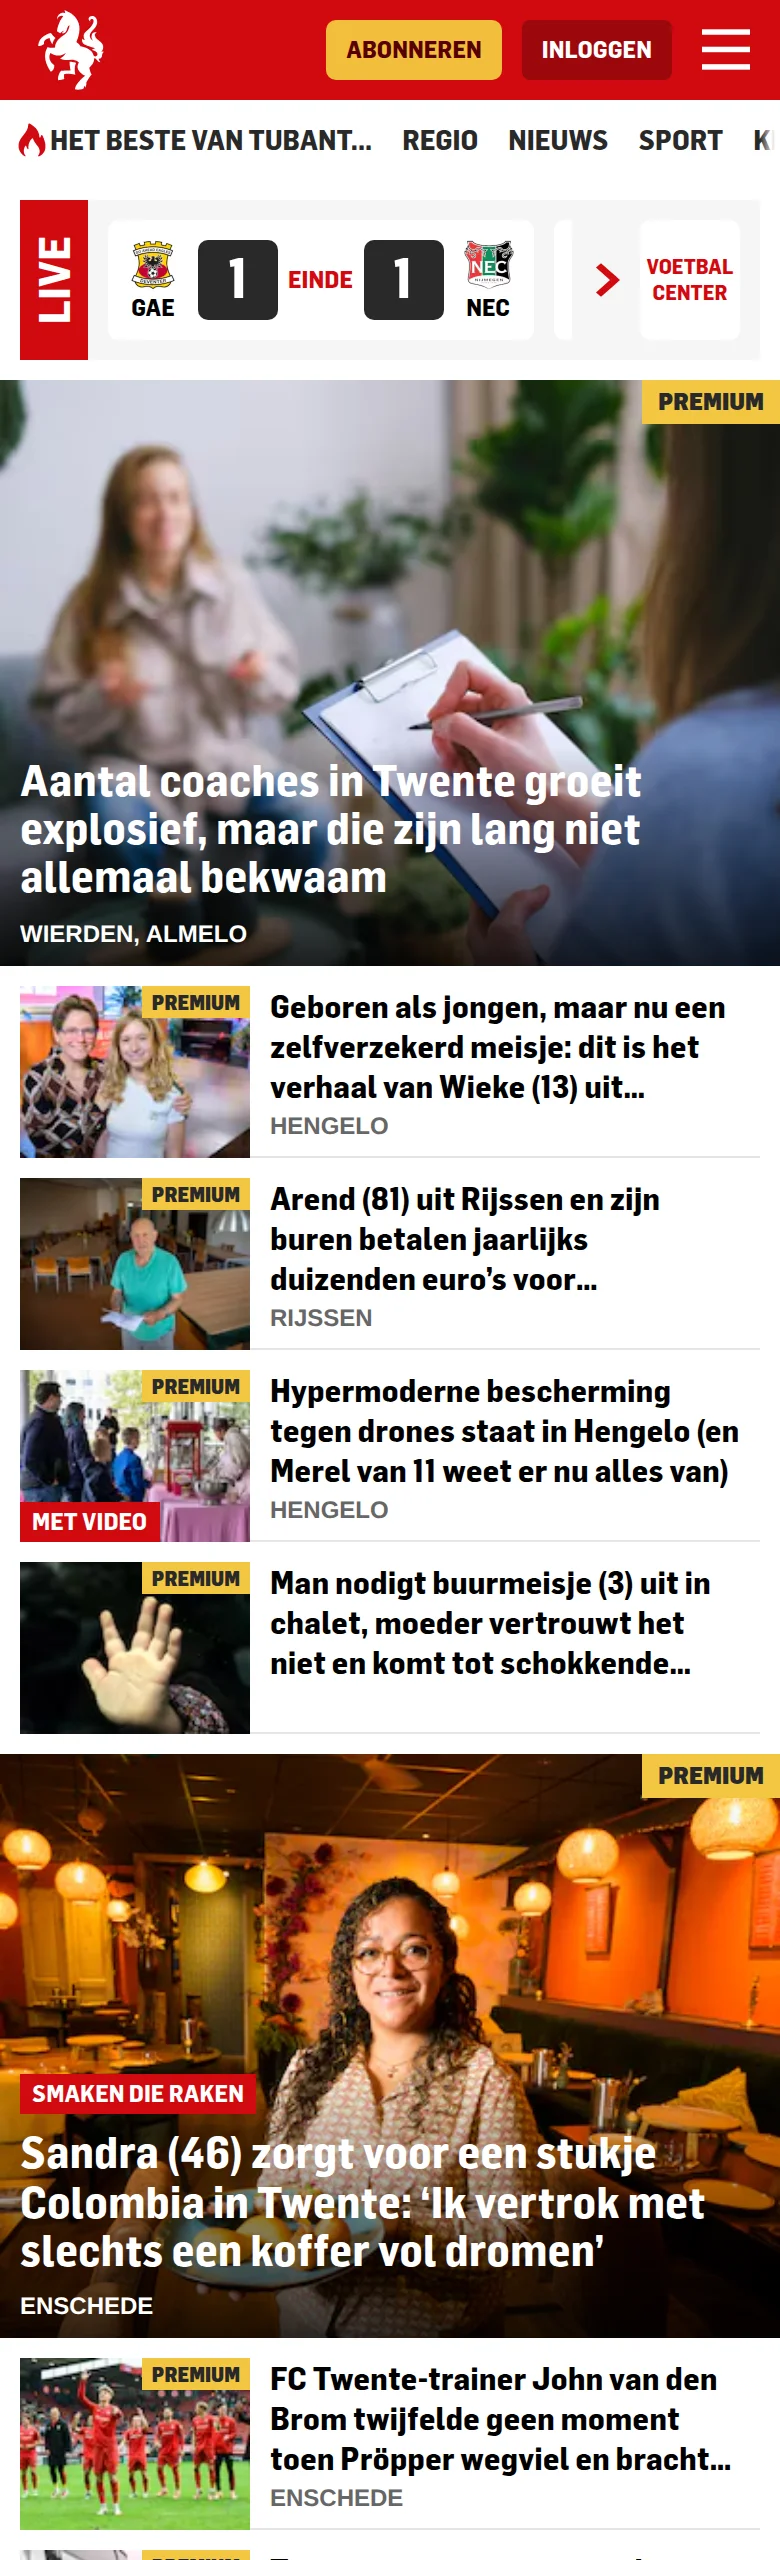 ABONNEREN
INLOGGEN
HET BESTE VAN TUBANT... REGIO NIEUWS SPORT
LIVE
GAE 1 EINDE 1 NEC
VOETBAL
CENTER
PREMIUM
Aantal coaches in Twente groeit
explosief, maar die zijn lang niet
allemaal bekwaam
WIERDEN, ALMELO
PREMIUM
Geboren als jongen, maar nu een
zelfverzekerd meisje: dit is het
verhaal van Wieke (13) uit...
HENGELO
PREMIUM
Arend (81) uit Rijssen en zijn
buren betalen jaarlijks
duizenden euro’s voor...
RIJSSEN
PREMIUM
MET VIDEO
Hypermoderne bescherming
tegen drones staat in Hengelo (en
Merel van 11 weet er nu alles van)
HENGELO
PREMIUM
Man nodigt buurmeisje (3) uit in
chalet, moeder vertrouwt het
niet en komt tot schokkende...
PREMIUM
SMAKEN DIE RAKEN
Sandra (46) zorgt voor een stukje
Colombia in Twente: ‘Ik vertrok met
slechts een koffer vol dromen’
ENSCHEDE
PREMIUM
FC Twente-trainer John van den
Brom twijfelde geen moment
toen Pröpper wegviel en bracht...
ENSCHEDE